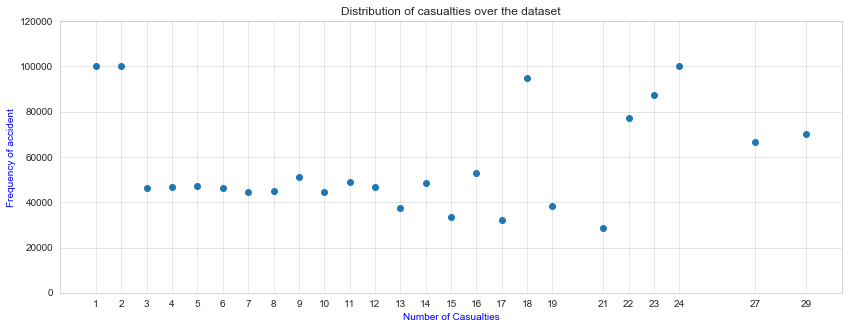 Distribution of casualties over the dataset
Frequency of accident
120000
100000
80000
60000
40000
20000
0
1 2 3 4 5 6 7 8 9 10 11 12 13 14 15 16 17 18 19 21 22 23 24 27 29
Number of Casualties